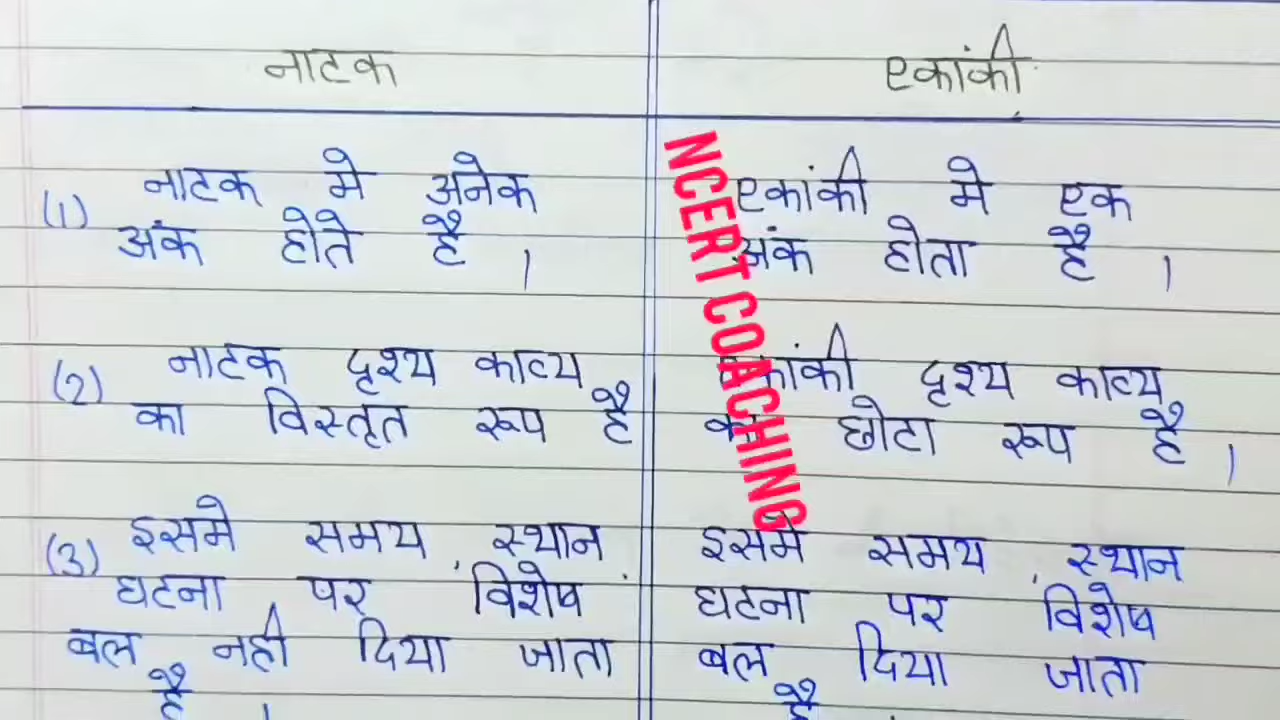 नाटक
एकांकी
(1) नाटक मे अनेक
अंक होते है ।
एकांकी मे एक
अंक होता है ।
(2) नाटक दृश्य काव्य
का विस्तृत रूप है
एकांकी दृश्य काव्य
का छोटा रूप है ।
(3) इसमे समय, स्थान
घटना पर विशेष
बल नही दिया जाता
है ।
इसमे समय, स्थान
घटना पर विशेष
बल दिया जाता
है ।
NCERT COACHING